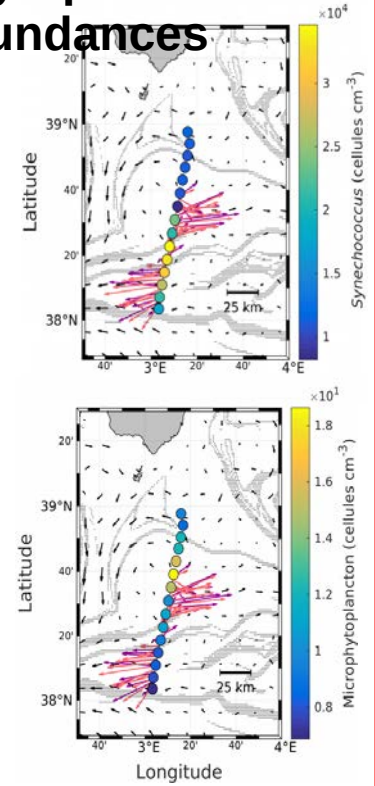 undances
×10⁴
20'
39°N
40'
20'
38°N
Latitude
25 km
40'
3°E
20'
40'
4°E
3
2.5
2
1.5
1
Synechococcus (cellules cm⁻³)
×10¹
20'
39°N
40'
20'
38°N
Latitude
25 km
40'
3°E
20'
40'
4°E
Longitude
1.8
1.6
1.4
1.2
1
0.8
Microphytoplancton (cellules cm⁻³)